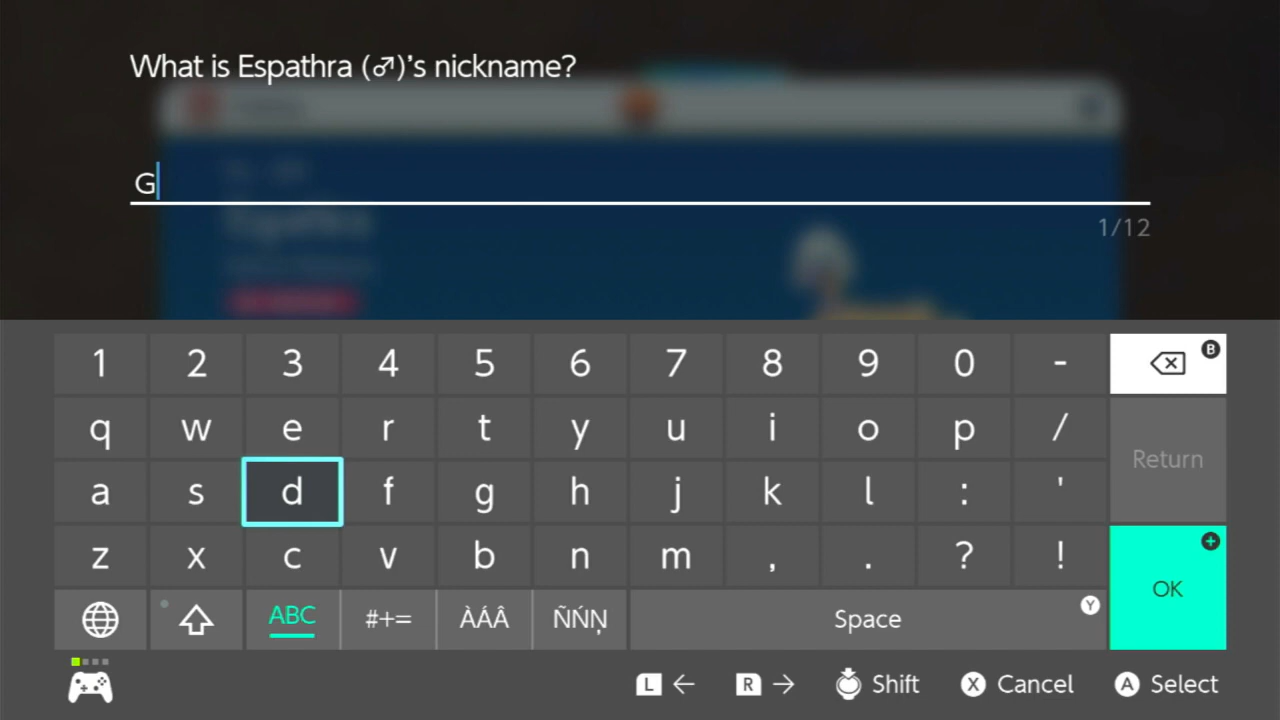 What is Espathra (♂)'s nickname?
G
1/12
1 2 3 4 5 6 7 8 9 0 - B
q w e r t y u i o p / Return
a s d f g h j k l : '
z x c v b n m , . ? ! + OK
ABC #+= ÀÁÂ ÑŃŅ Space Y
L ← R → Shift X Cancel A Select